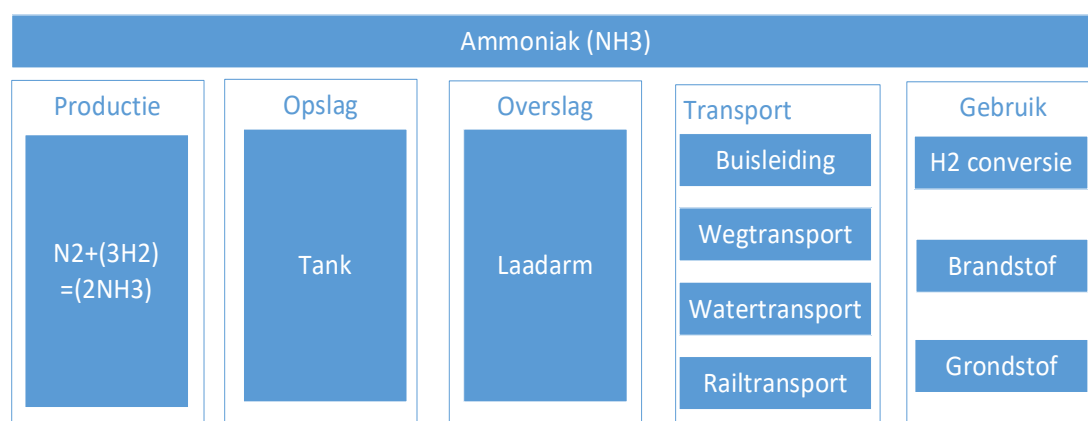 Ammoniak (NH3)
Productie
N2+(3H2)
=(2NH3)
Opslag
Tank
Overslag
Laadarm
Transport
Buisleiding
Wegtransport
Watertransport
Railtransport
Gebruik
H2 conversie
Brandstof
Grondstof